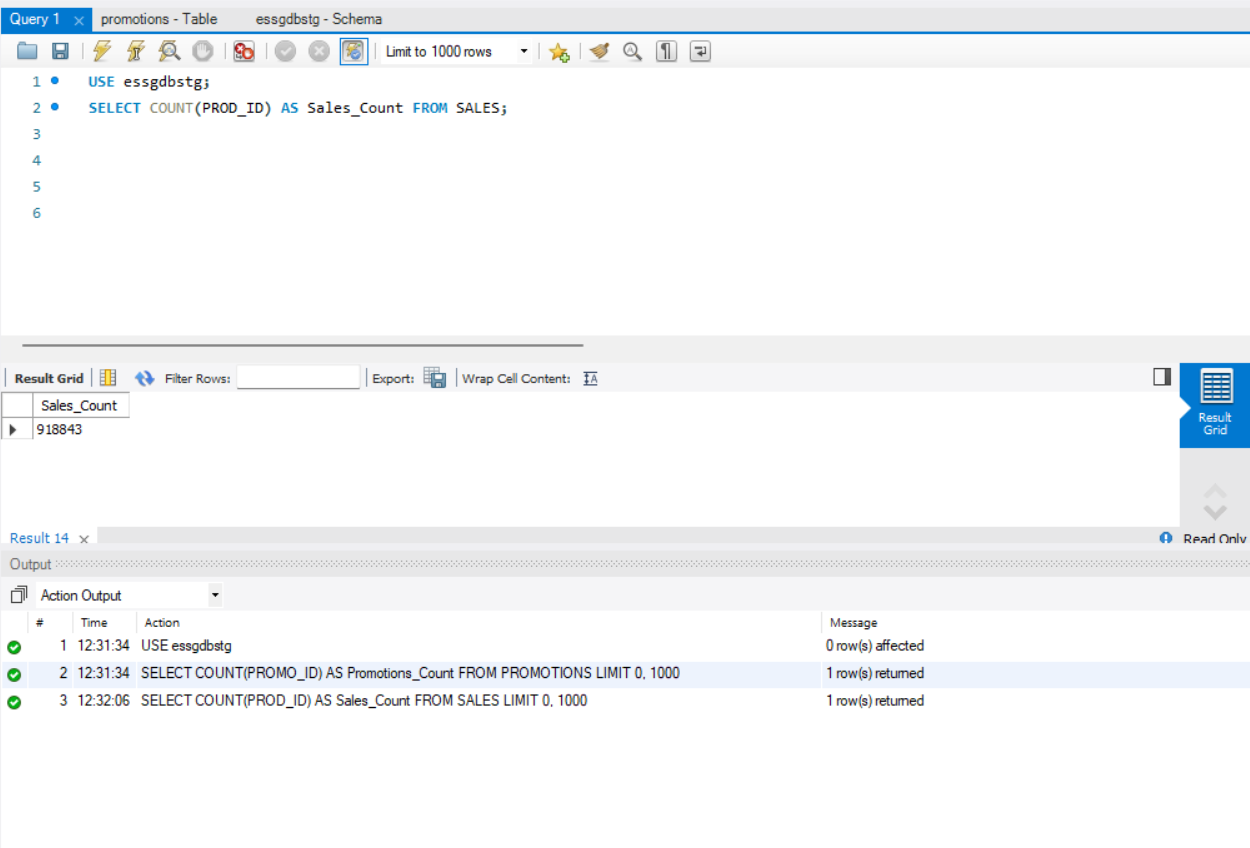 Query 1 × promotions - Table essgdbstg - Schema
Limit to 1000 rows
1 USE essgdbstg;
2 SELECT COUNT(PROD_ID) AS Sales_Count FROM SALES;
3
4
5
6
Result Grid Filter Rows: Export: Wrap Cell Content: IA
Sales_Count
918843
Result
Grid
Result 14 × Read Only
Output
Action Output
# Time Action Message
1 12:31:34 USE essgdbstg 0 row(s) affected
2 12:31:34 SELECT COUNT(PROMO_ID) AS Promotions_Count FROM PROMOTIONS LIMIT 0, 1000 1 row(s) returned
3 12:32:06 SELECT COUNT(PROD_ID) AS Sales_Count FROM SALES LIMIT 0, 1000 1 row(s) returned